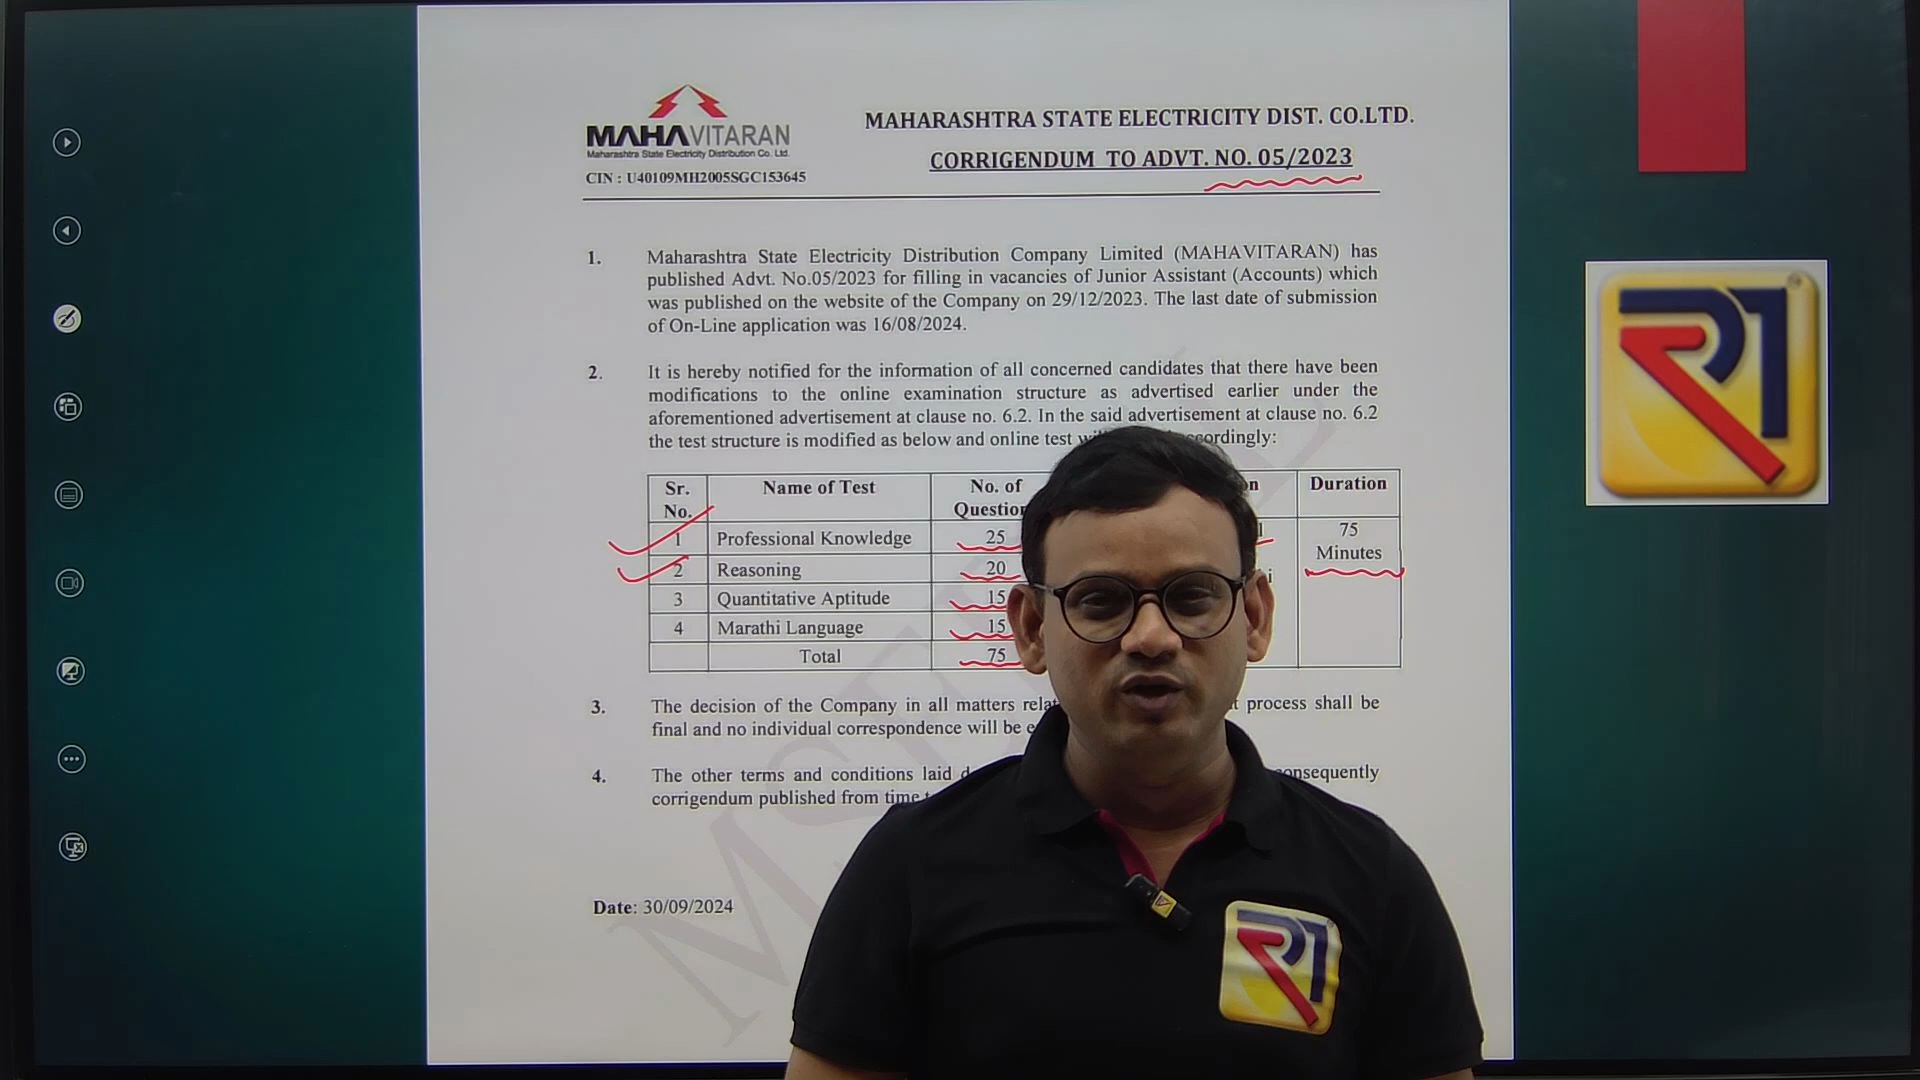 MAHAVITARAN
Maharashtra State Electricity Distribution Co. Ltd.
CIN : U40109MH2005SGC153645
MAHARASHTRA STATE ELECTRICITY DIST. CO.LTD.
CORRIGENDUM TO ADVT. NO. 05/2023
1. Maharashtra State Electricity Distribution Company Limited (MAHAVITARAN) has
published Advt. No.05/2023 for filling in vacancies of Junior Assistant (Accounts) which
was published on the website of the Company on 29/12/2023. The last date of submission
of On-Line application was 16/08/2024.
2. It is hereby notified for the information of all concerned candidates that there have been
modifications to the online examination structure as advertised earlier under the
aforementioned advertisement at clause no. 6.2. In the said advertisement at clause no. 6.2
the test structure is modified as below and online test
Sr. No. Name of Test No. of Duration
1 Professional Knowledge 25 75 Minutes
2 Reasoning 20
3 Quantitative Aptitude 15
4 Marathi Language 15
Total 75
3. The decision of the Company in all matters process shall be
final and no individual correspondence will be
4. The other terms and conditions laid consequently
corrigendum published from time
Date: 30/09/2024
R1
R1